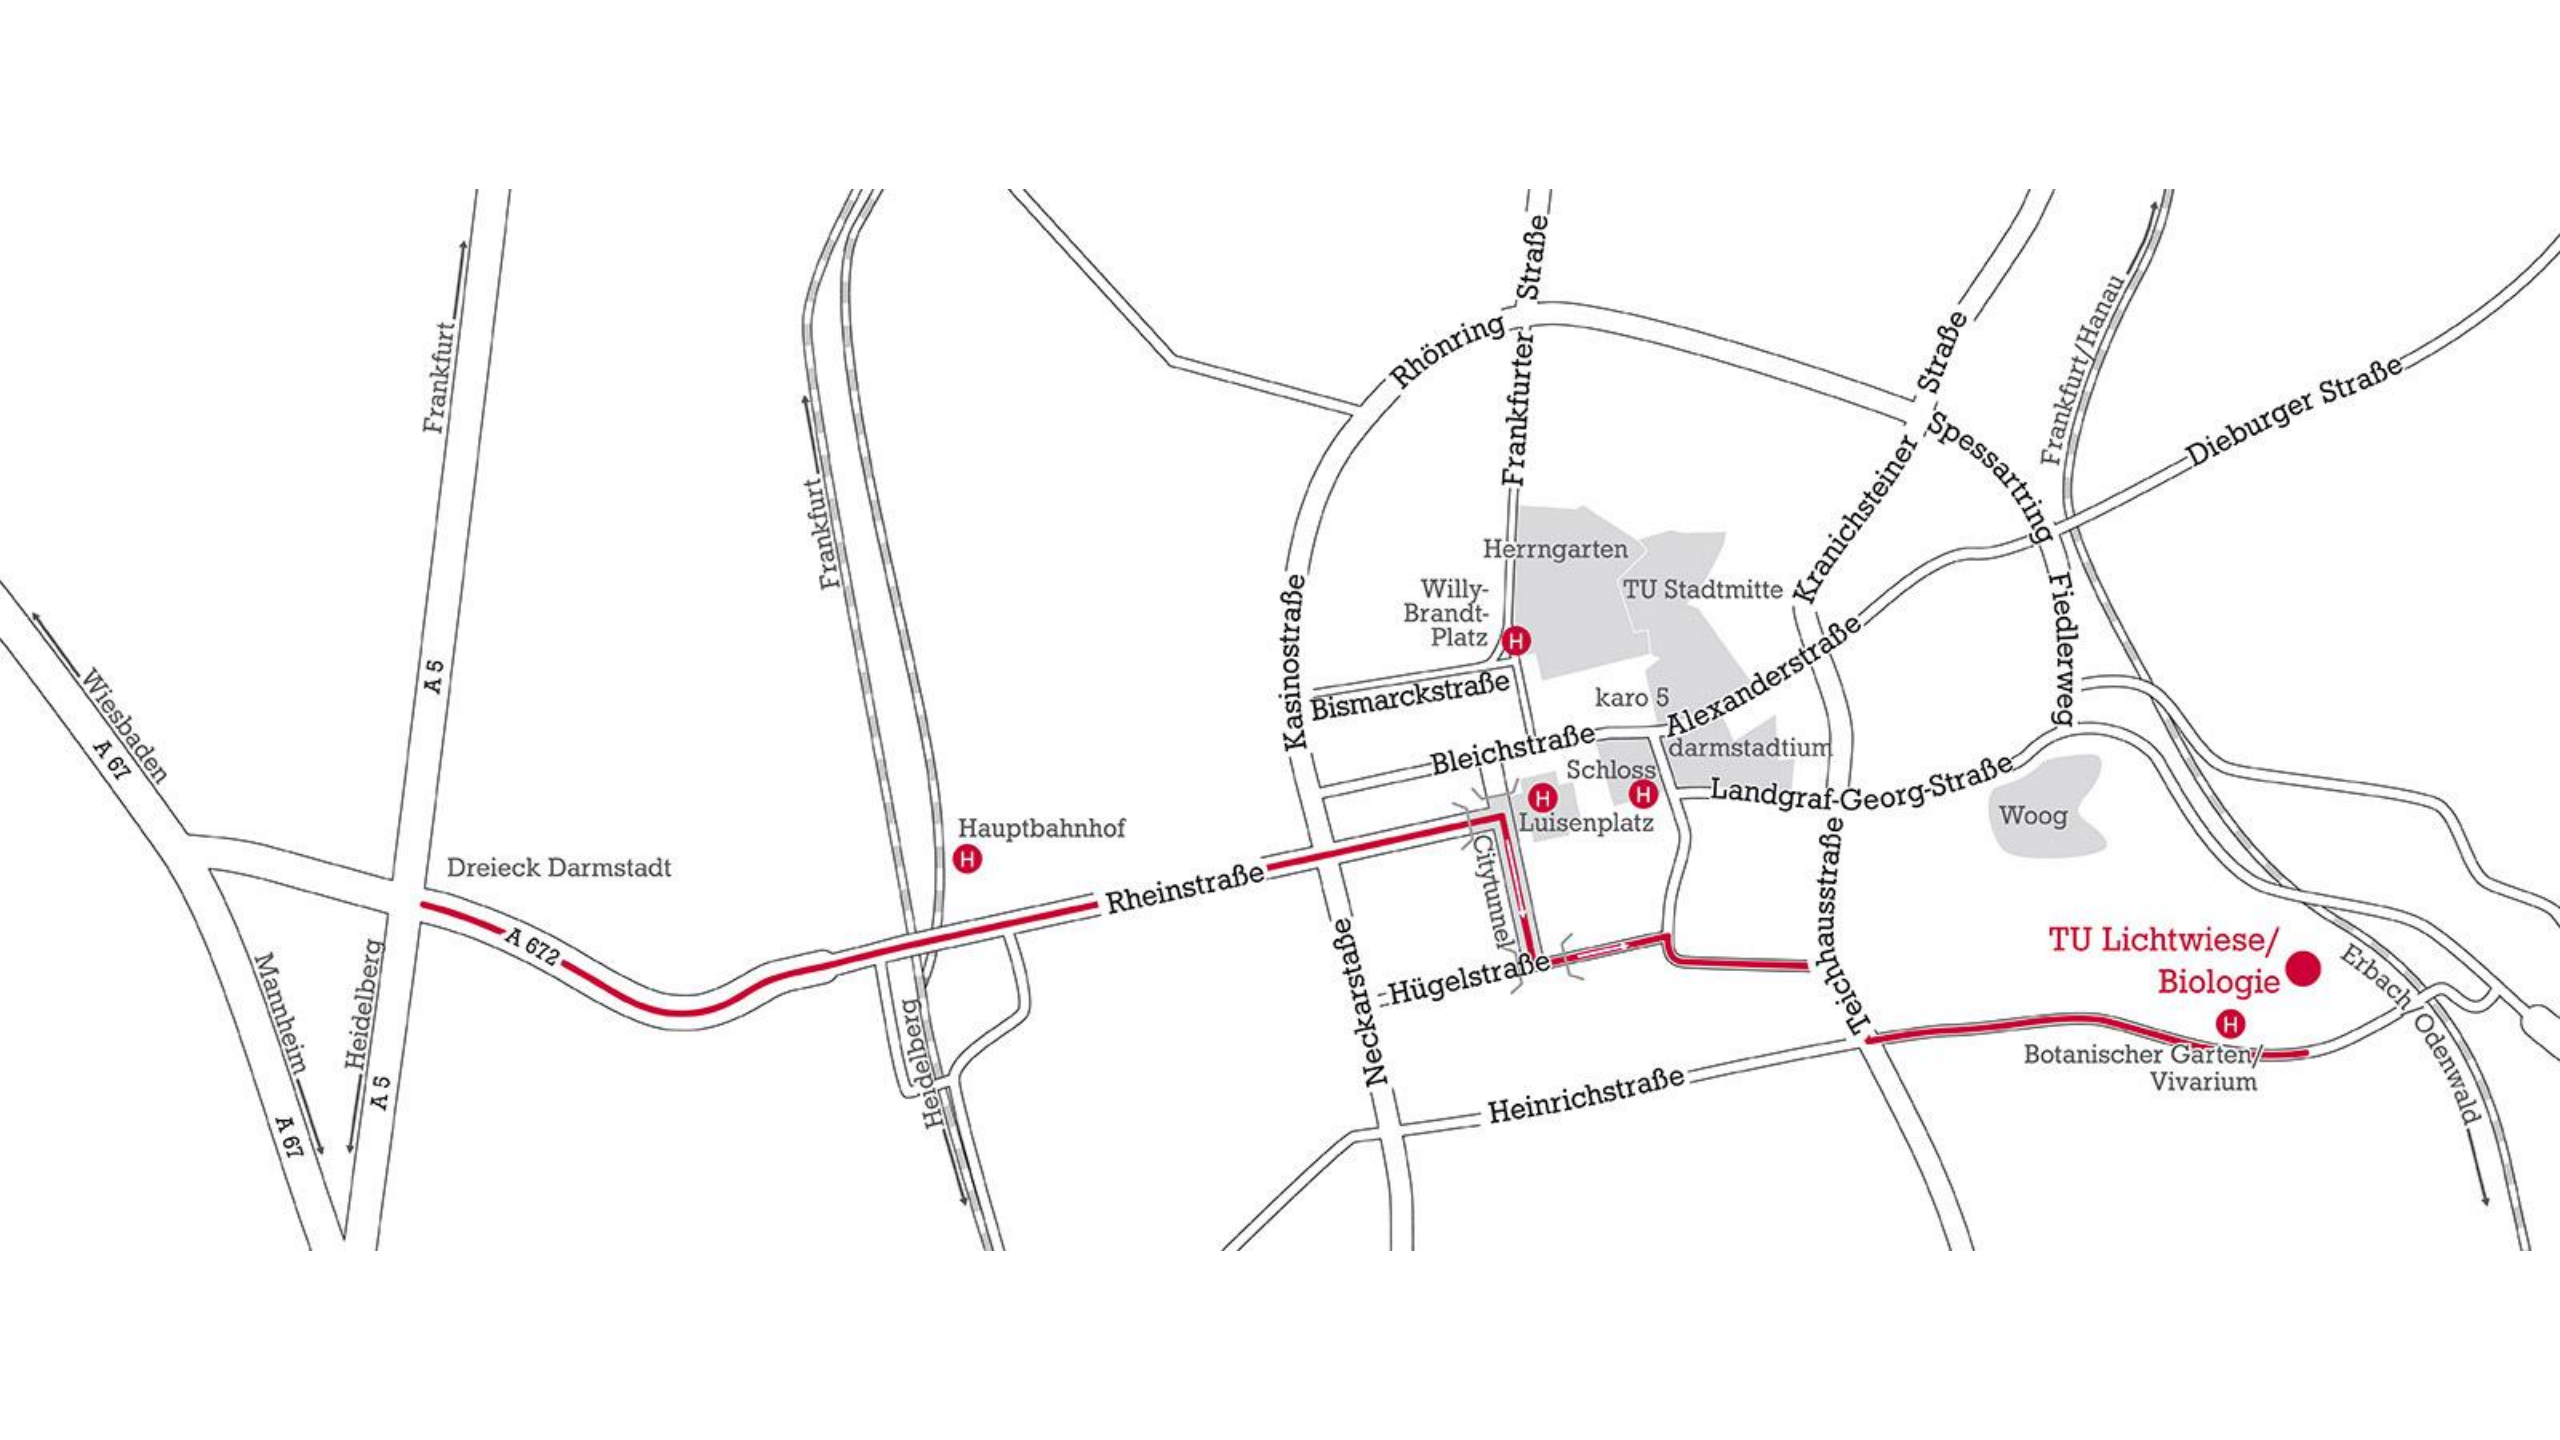 Frankfurt
A 5
Wiesbaden
A 67
Dreieck Darmstadt
A 672
Mannheim
Heidelberg
A 5
A 67
Frankfurt
Hauptbahnhof
H
Heidelberg
Heidelberg
Rheinstraße
Rhönring
Frankfurter Straße
Kasinostraße
Herrngarten
Willy-
Brandt-
Platz
H
TU Stadtmitte
Bismarckstraße
karo 5
Bleichstraße
Alexanderstraße
darmstadtium
Schloss
H
H
Luisenplatz
Citytunnel
Landgraf-Georg-Straße
Kranichsteiner Straße
Spessartring
Fiedlerweg
Frankfurt/Hanau
Dieburger Straße
Woog
Neckarstaße
Hügelstraße
Teichhausstraße
Heinrichstraße
TU Lichtwiese/
Biologie
H
Botanischer Garten/
Vivarium
Erbach/Odenwald